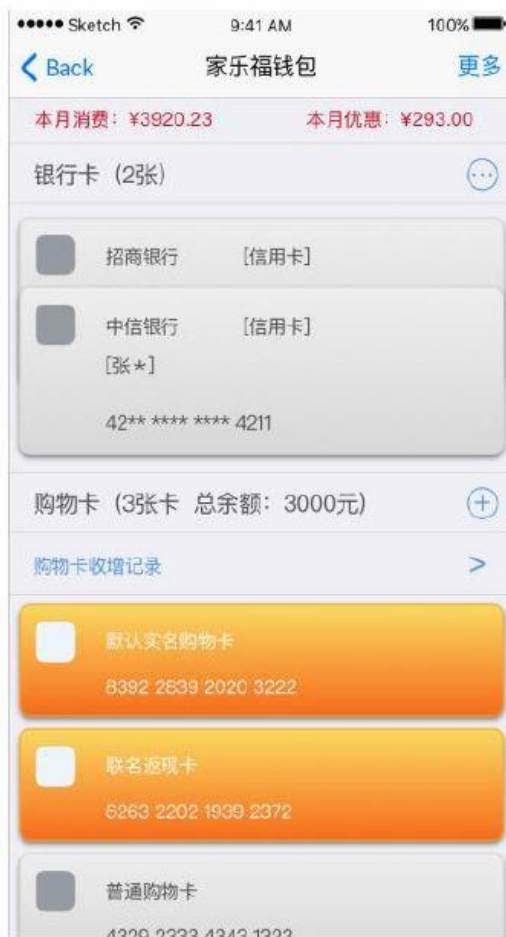 ●●●●● Sketch 9:41 AM 100%
Back 家乐福钱包 更多
本月消费：¥3920.23 本月优惠：¥293.00
银行卡（2张）
招商银行 [信用卡]
中信银行 [信用卡]
[张*]
42** **** **** 4211
购物卡（3张卡 总余额：3000元）
购物卡收增记录 >
默认实名购物卡
8392 2839 2020 3222
联名返现卡
6263 2202 1939 2372
普通购物卡
4329 2333 4343 1323